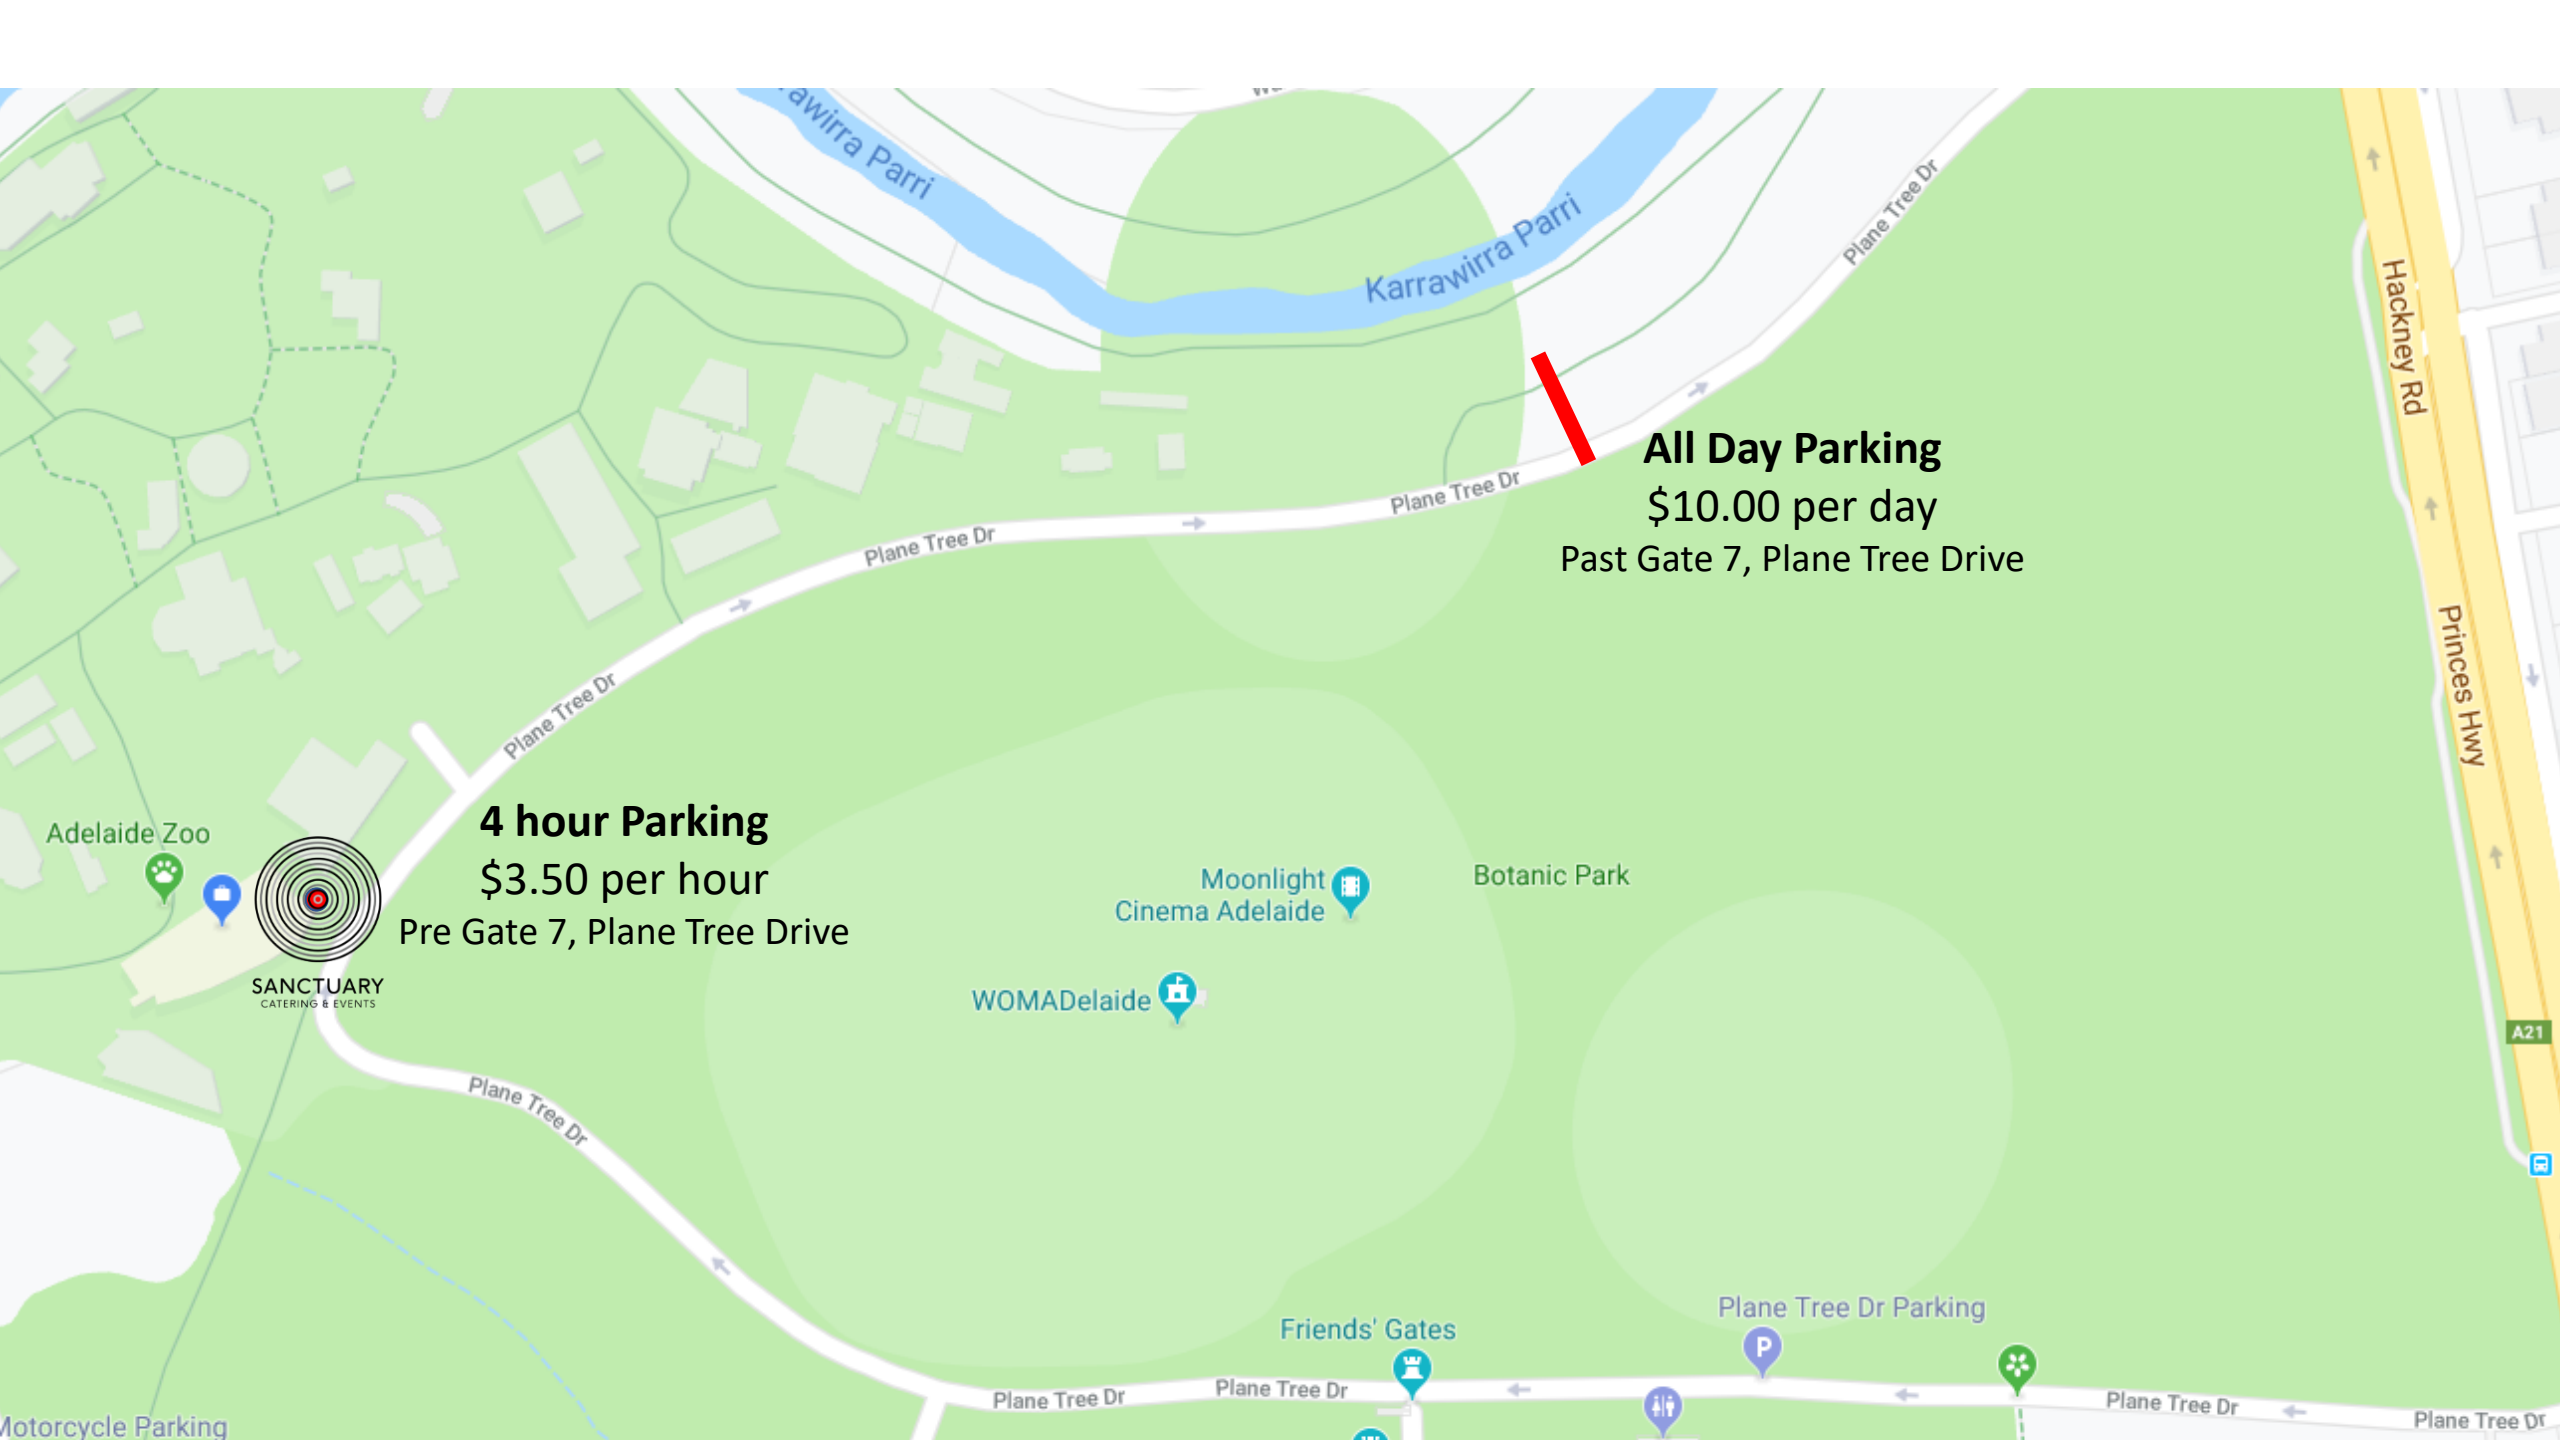 awirra Parri
Karrawirra Parri
Plane Tree Dr
Hackney Rd
All Day Parking
$10.00 per day
Past Gate 7, Plane Tree Drive
Plane Tree Dr
Plane Tree Dr
Princes Hwy
Plane Tree Dr
4 hour Parking
$3.50 per hour
Pre Gate 7, Plane Tree Drive
Adelaide Zoo
SANCTUARY
CATERING & EVENTS
Moonlight
Cinema Adelaide
Botanic Park
WOMADelaide
A21
Plane Tree Dr
Plane Tree Dr Parking
P
Friends' Gates
Plane Tree Dr
Plane Tree Dr
Plane Tree Dr
Plane Tree Dr
Motorcycle Parking